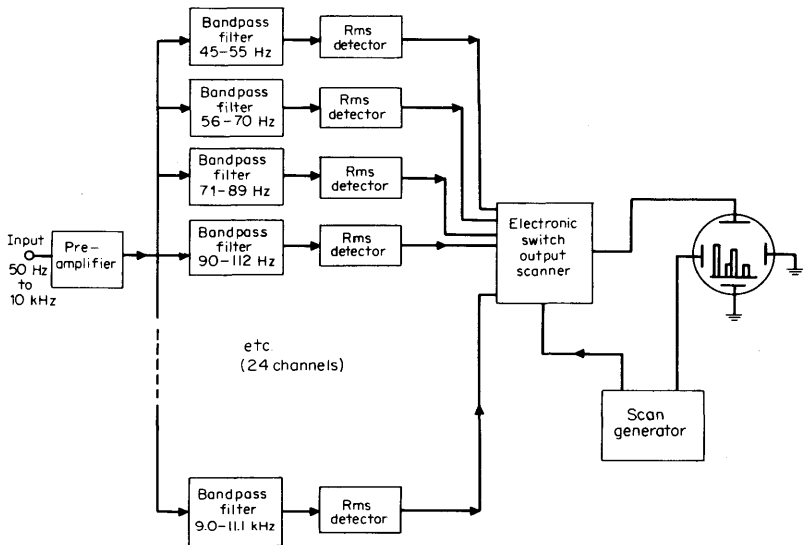 Bandpass
filter
45-55 Hz
Rms
detector
Bandpass
filter
56-70 Hz
Rms
detector
Bandpass
filter
71-89 Hz
Rms
detector
Bandpass
filter
90-112 Hz
Rms
detector
Input
50 Hz
to
10 kHz
Pre-
amplifier
Electronic
switch
output
scanner
etc.
(24 channels)
Scan
generator
Bandpass
filter
9.0-11.1 kHz
Rms
detector